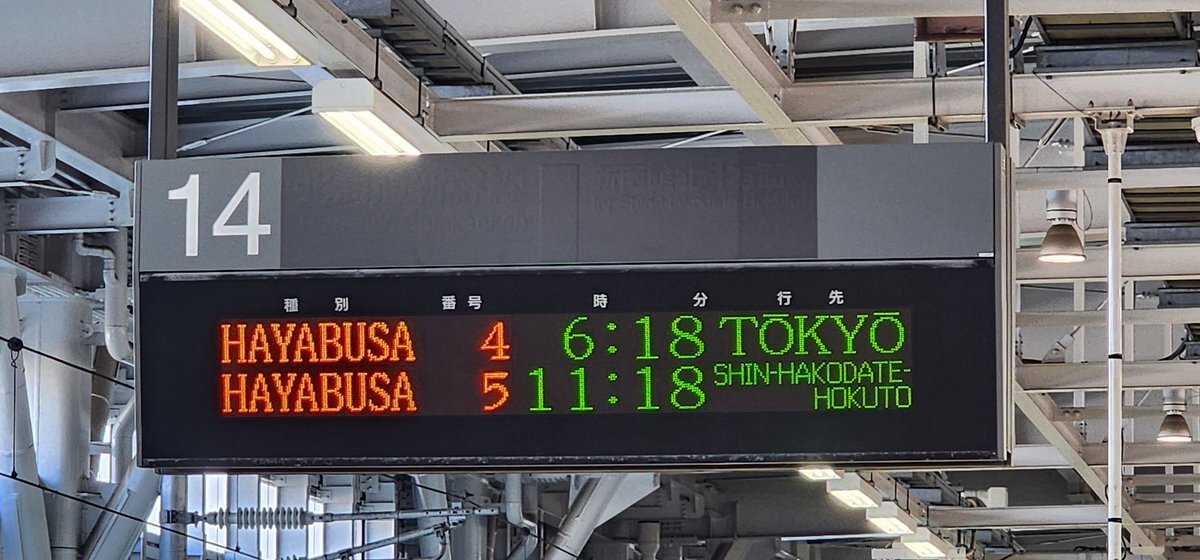 14
種別 番号 時 分 行先
HAYABUSA 4 6:18 TŌKYŌ
HAYABUSA 5 11:18 SHIN-HAKODATE-
HOKUTO